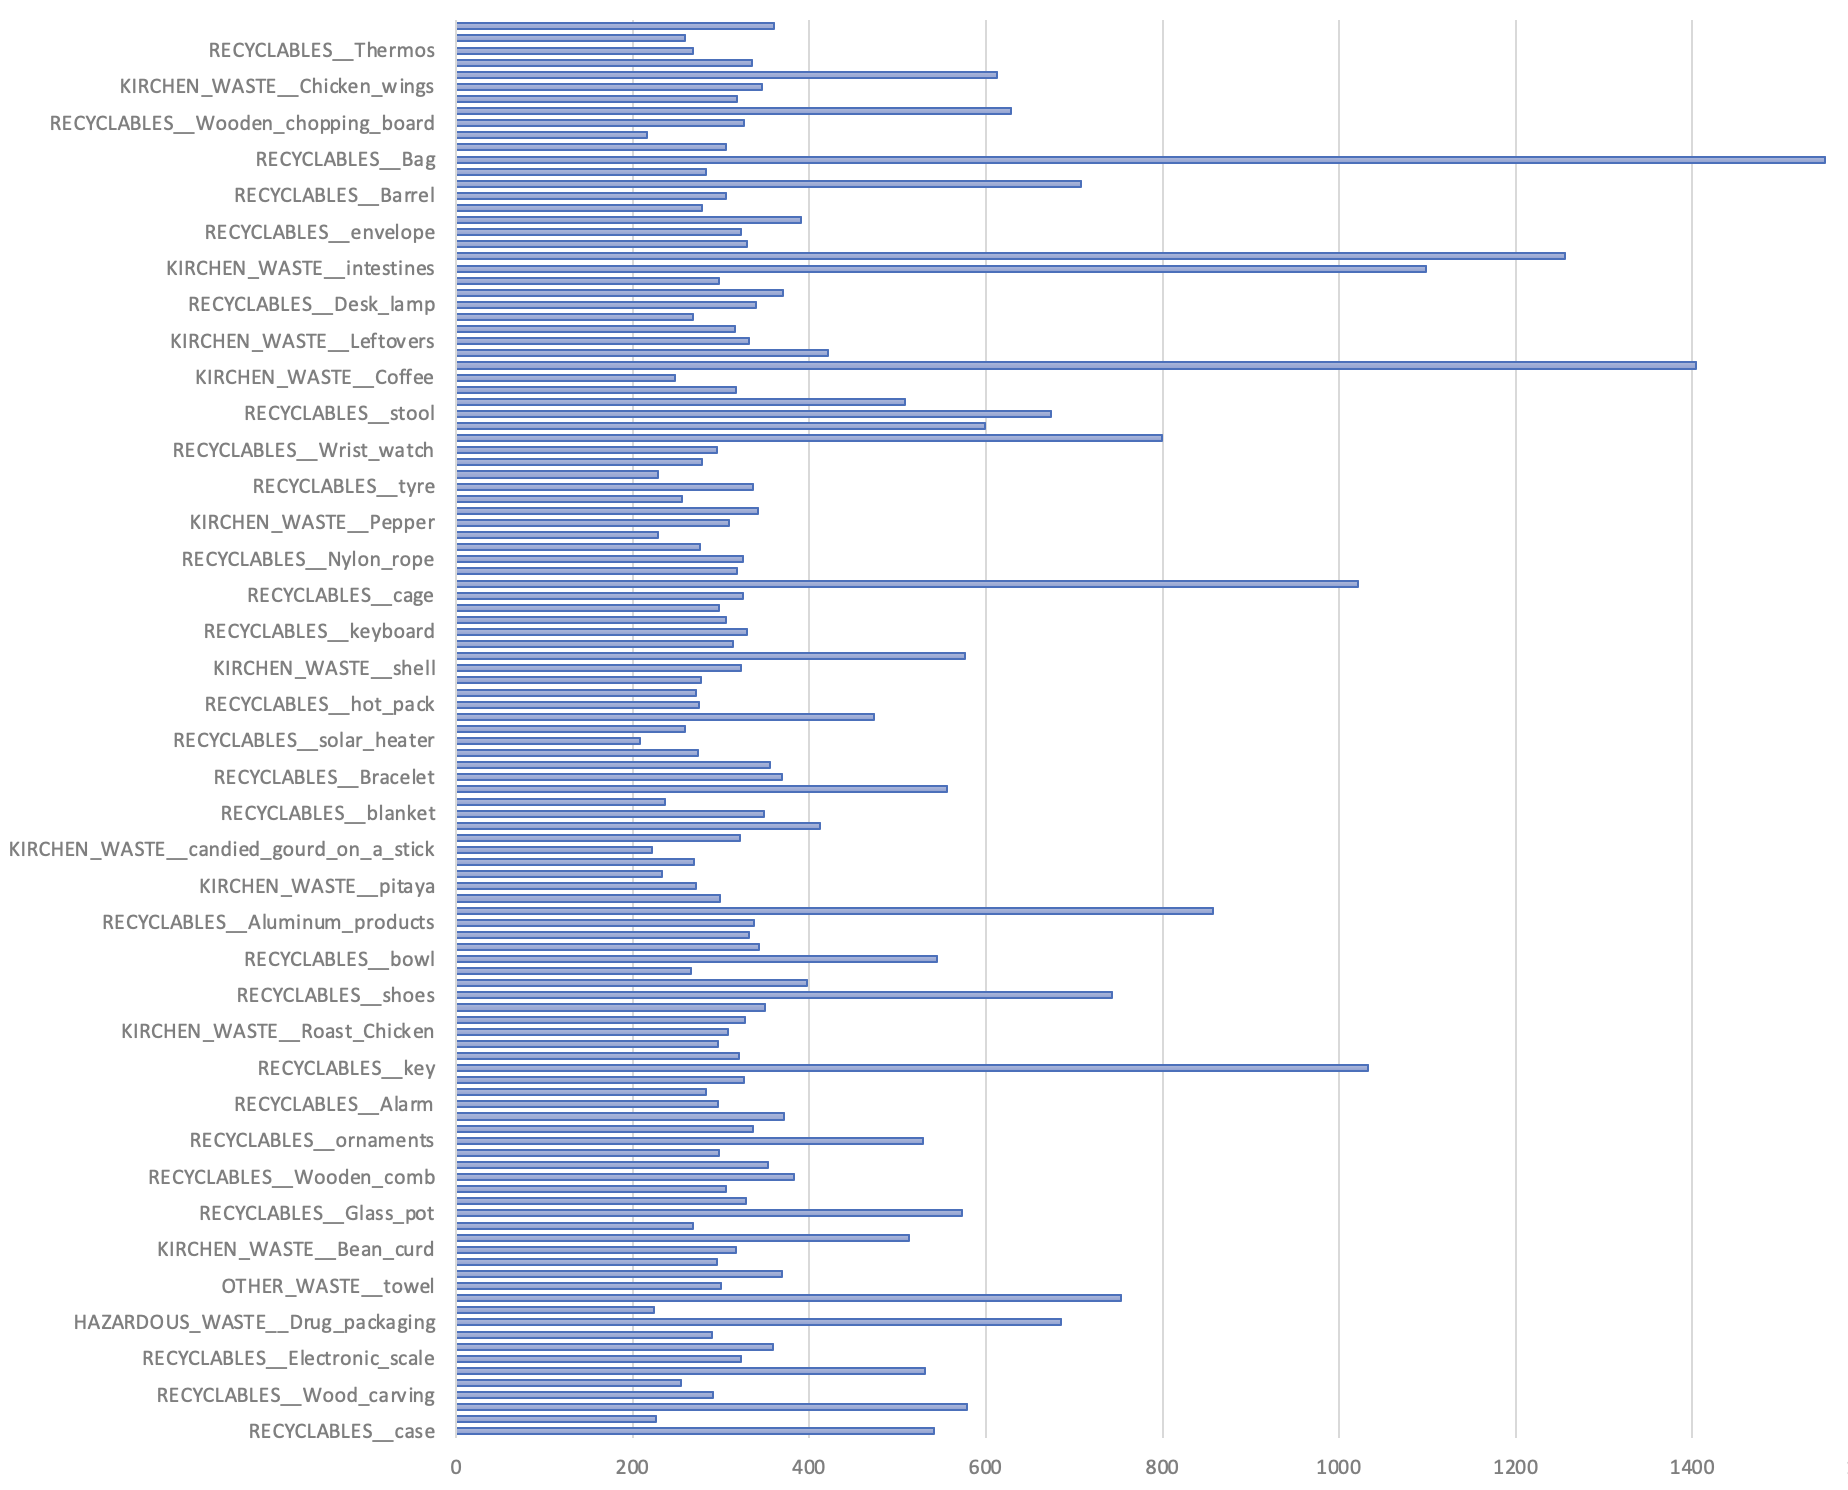 RECYCLABLES__Thermos
KIRCHEN_WASTE__Chicken_wings
RECYCLABLES__Wooden_chopping_board
RECYCLABLES__Bag
RECYCLABLES__Barrel
RECYCLABLES__envelope
KIRCHEN_WASTE__intestines
RECYCLABLES__Desk_lamp
KIRCHEN_WASTE__Leftovers
KIRCHEN_WASTE__Coffee
RECYCLABLES__stool
RECYCLABLES__Wrist_watch
RECYCLABLES__tyre
KIRCHEN_WASTE__Pepper
RECYCLABLES__Nylon_rope
RECYCLABLES__cage
RECYCLABLES__keyboard
KIRCHEN_WASTE__shell
RECYCLABLES__hot_pack
RECYCLABLES__solar_heater
RECYCLABLES__Bracelet
RECYCLABLES__blanket
KIRCHEN_WASTE__candied_gourd_on_a_stick
KIRCHEN_WASTE__pitaya
RECYCLABLES__Aluminum_products
RECYCLABLES__bowl
RECYCLABLES__shoes
KIRCHEN_WASTE__Roast_Chicken
RECYCLABLES__key
RECYCLABLES__Alarm
RECYCLABLES__ornaments
RECYCLABLES__Wooden_comb
RECYCLABLES__Glass_pot
KIRCHEN_WASTE__Bean_curd
OTHER_WASTE__towel
HAZARDOUS_WASTE__Drug_packaging
RECYCLABLES__Electronic_scale
RECYCLABLES__Wood_carving
RECYCLABLES__case
0 200 400 600 800 1000 1200 1400